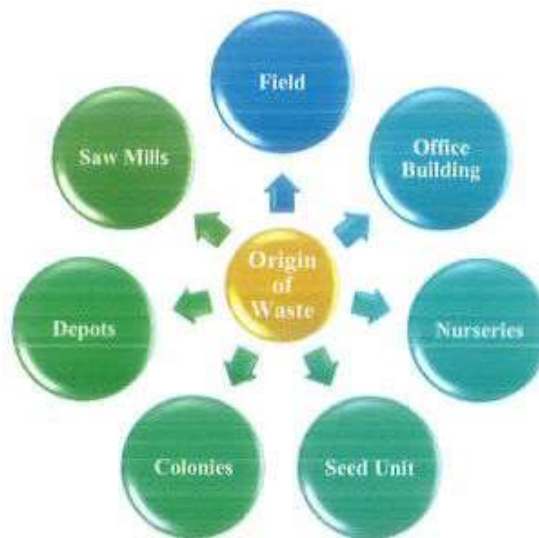 Field
Office
Building
Nurseries
Seed Unit
Colonies
Depots
Saw Mills
Origin
of
Waste